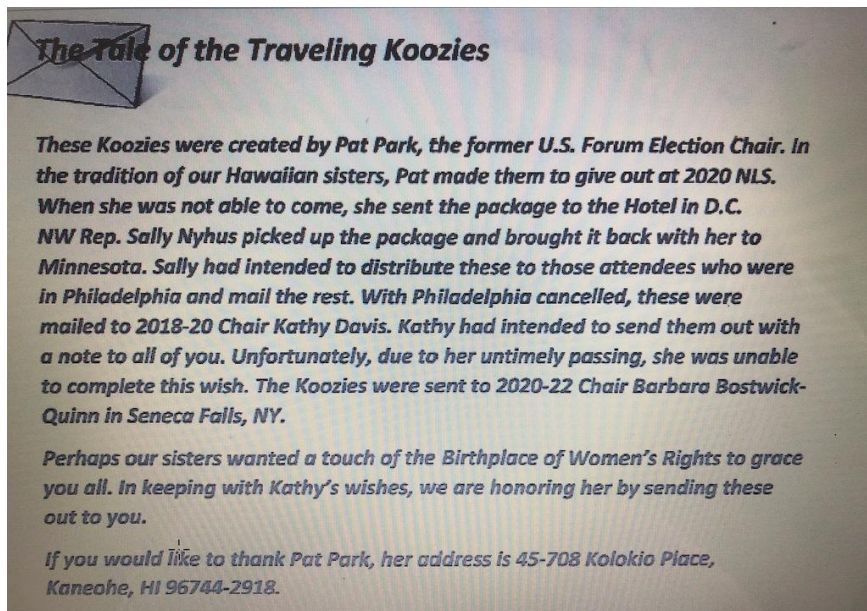 The Tale of the Traveling Koozies
These Koozies were created by Pat Park, the former U.S. Forum Election Chair. In
the tradition of our Hawaiian sisters, Pat made them to give out at 2020 NLS.
When she was not able to come, she sent the package to the Hotel in D.C.
NW Rep. Sally Nyhus picked up the package and brought it back with her to
Minnesota. Sally had intended to distribute these to those attendees who were
in Philadelphia and mail the rest. With Philadelphia cancelled, these were
mailed to 2018-20 Chair Kathy Davis. Kathy had intended to send them out with
a note to all of you. Unfortunately, due to her untimely passing, she was unable
to complete this wish. The Koozies were sent to 2020-22 Chair Barbara Bostwick-
Quinn in Seneca Falls, NY.
Perhaps our sisters wanted a touch of the Birthplace of Women's Rights to grace
you all. In keeping with Kathy's wishes, we are honoring her by sending these
out to you.
If you would like to thank Pat Park, her address is 45-708 Kolokio Place,
Kaneohe, HI 96744-2918.